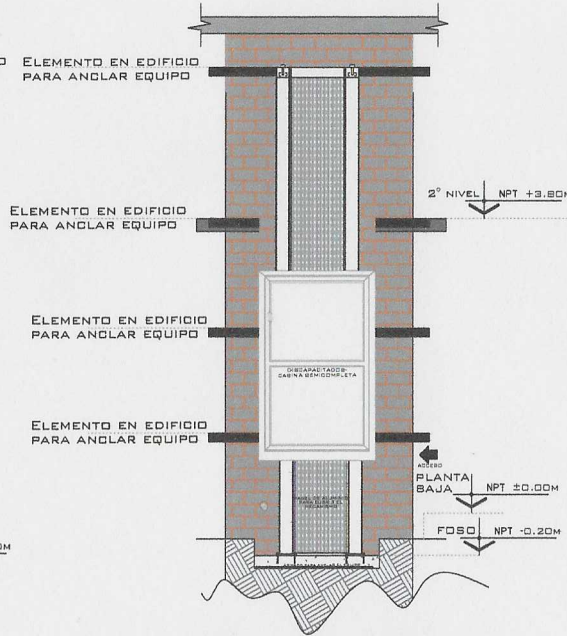 ELEMENTO EN EDIFICIO
PARA ANCLAR EQUIPO
2° NIVEL NPT +3.80M
ELEMENTO EN EDIFICIO
PARA ANCLAR EQUIPO
ELEMENTO EN EDIFICIO
PARA ANCLAR EQUIPO
DISCAPACITADOS-
CABINA SEMICOMPLETA
ELEMENTO EN EDIFICIO
PARA ANCLAR EQUIPO
ACCESO
PLANTA
BAJA NPT ±0.00M
FOSO NPT -0.20M